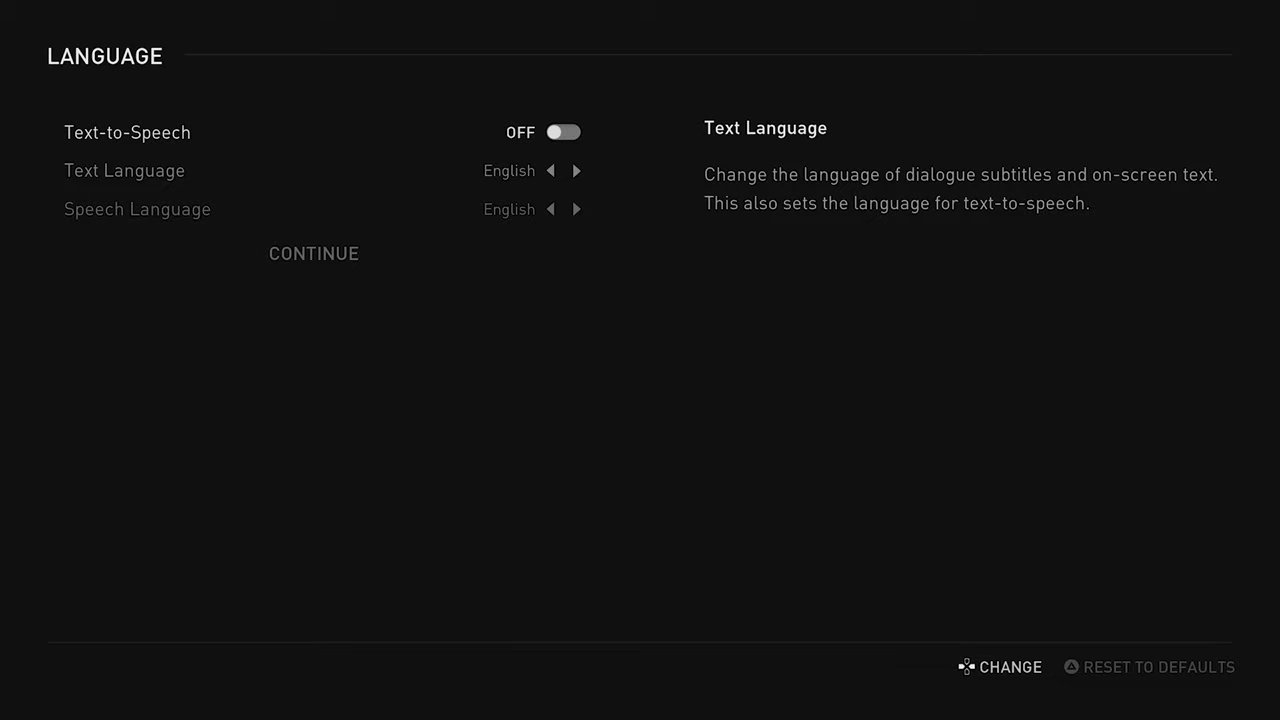 LANGUAGE
Text-to-Speech OFF
Text Language English
Speech Language English
CONTINUE
Text Language
Change the language of dialogue subtitles and on-screen text.
This also sets the language for text-to-speech.
CHANGE RESET TO DEFAULTS